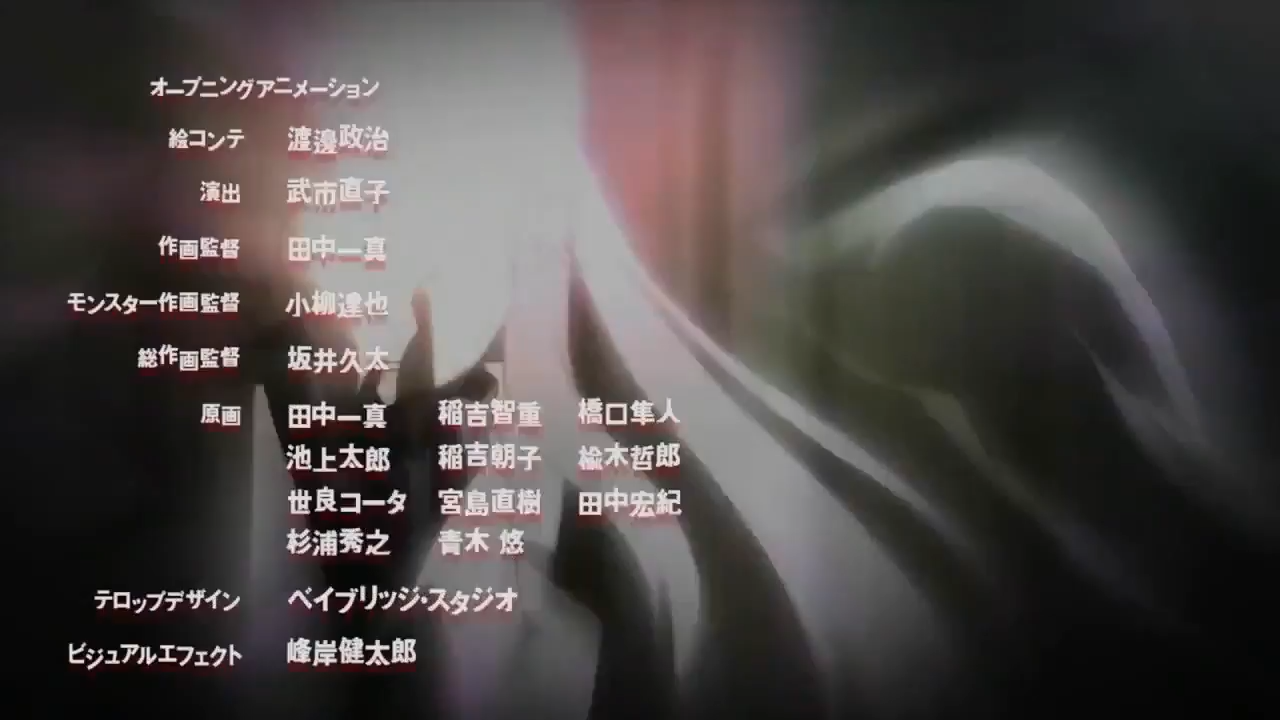 オープニングアニメーション
絵コンテ 渡邊政治
演出 武市直子
作画監督 田中一真
モンスター作画監督 小柳達也
総作画監督 坂井久太
原画 田中一真 稲吉智重 橋口隼人
池上太郎 稲吉朝子 楡木哲郎
世良コータ 宮島直樹 田中宏紀
杉浦秀之 青木 悠
テロップデザイン ベイブリッジ・スタジオ
ビジュアルエフェクト 峰岸健太郎